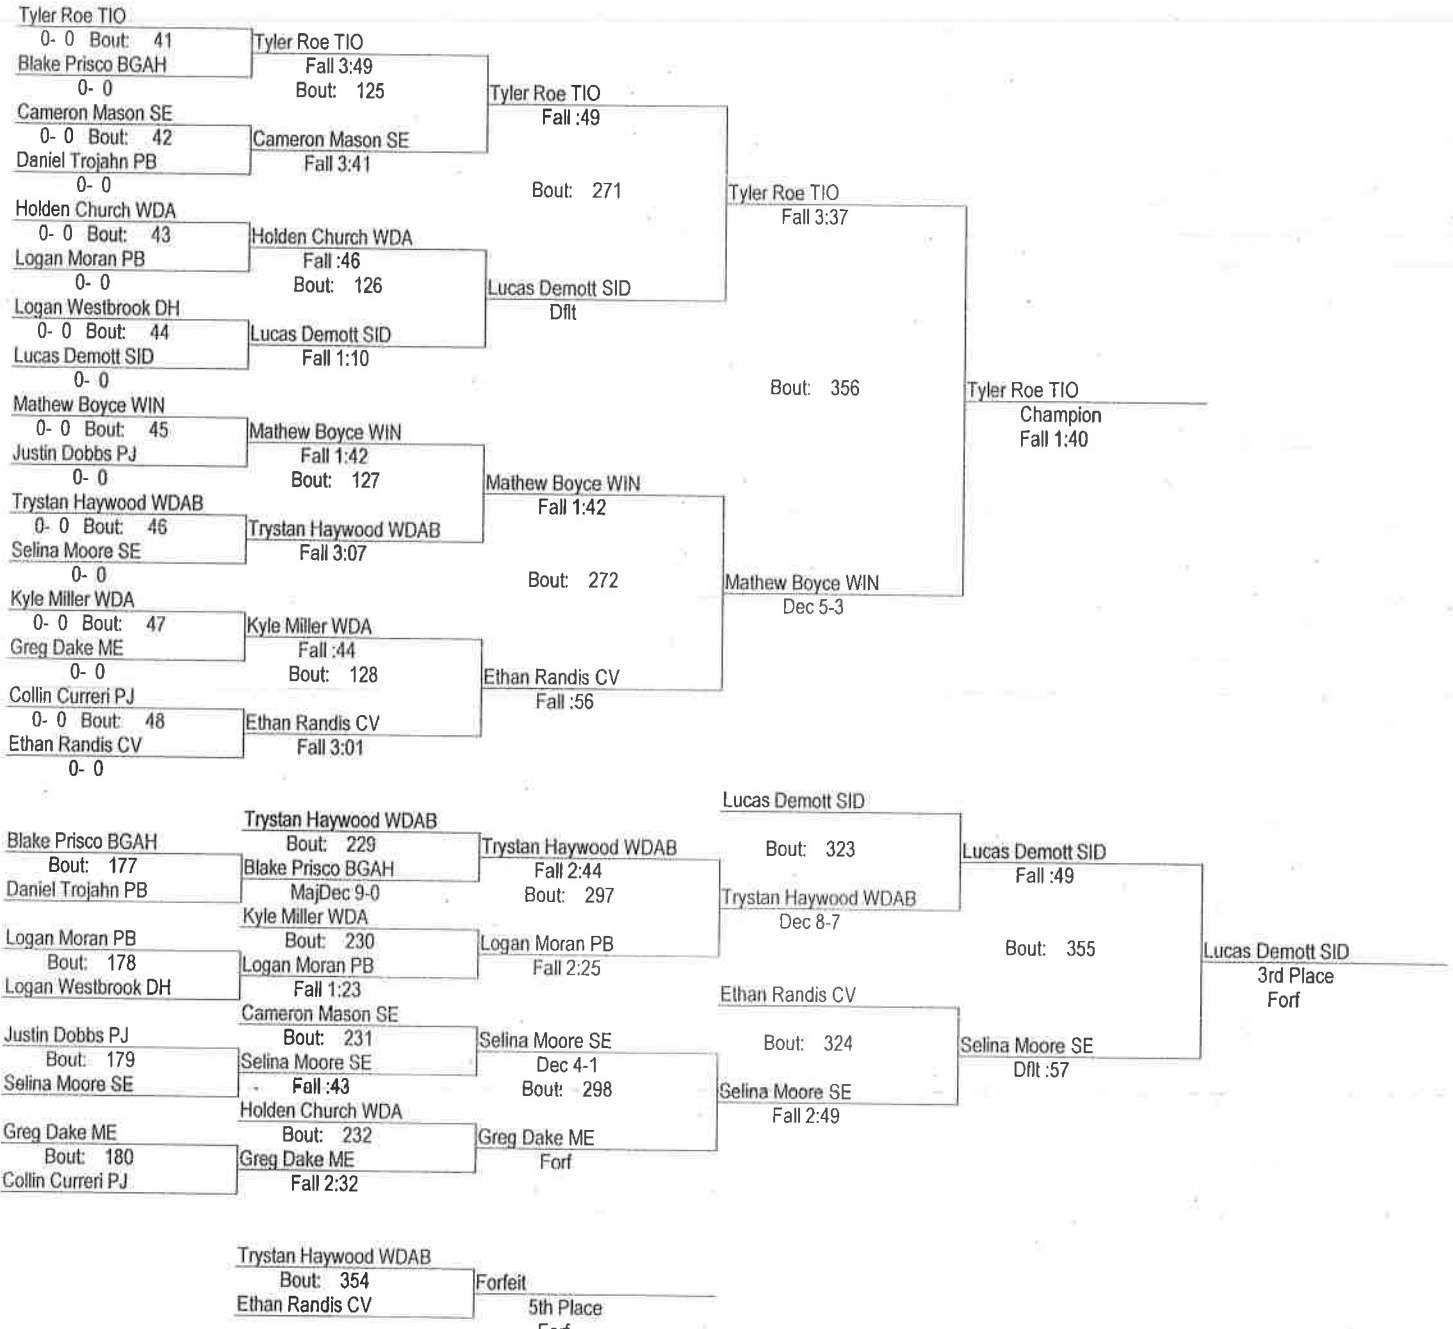 Tyler Roe TIO
0- 0 Bout: 41
Blake Prisco BGAH
0- 0
Cameron Mason SE
0- 0 Bout: 42
Daniel Trojahn PB
0- 0
Holden Church WDA
0- 0 Bout: 43
Logan Moran PB
0- 0
Logan Westbrook DH
0- 0 Bout: 44
Lucas Demott SID
0- 0
Mathew Boyce WIN
0- 0 Bout: 45
Justin Dobbs PJ
0- 0
Trystan Haywood WDAB
0- 0 Bout: 46
Selina Moore SE
0- 0
Kyle Miller WDA
0- 0 Bout: 47
Greg Dake ME
0- 0
Collin Curreri PJ
0- 0 Bout: 48
Ethan Randis CV
0- 0
Tyler Roe TIO
Fall 3:49
Bout: 125
Cameron Mason SE
Fall 3:41
Holden Church WDA
Fall :46
Bout: 126
Lucas Demott SID
Fall 1:10
Mathew Boyce WIN
Fall 1:42
Bout: 127
Trystan Haywood WDAB
Fall 3:07
Kyle Miller WDA
Fall :44
Bout: 128
Ethan Randis CV
Fall 3:01
Tyler Roe TIO
Fall :49
Bout: 271
Lucas Demott SID
Dflt
Mathew Boyce WIN
Fall 1:42
Bout: 272
Ethan Randis CV
Fall :56
Tyler Roe TIO
Fall 3:37
Bout: 356
Mathew Boyce WIN
Dec 5-3
Tyler Roe TIO
Champion
Fall 1:40
Blake Prisco BGAH
Bout: 177
Daniel Trojahn PB
Logan Moran PB
Bout: 178
Logan Westbrook DH
Justin Dobbs PJ
Bout: 179
Selina Moore SE
Greg Dake ME
Bout: 180
Collin Curreri PJ
Trystan Haywood WDAB
Bout: 229
Blake Prisco BGAH
MajDec 9-0
Kyle Miller WDA
Bout: 230
Logan Moran PB
Fall 1:23
Cameron Mason SE
Bout: 231
Selina Moore SE
Fall :43
Holden Church WDA
Bout: 232
Greg Dake ME
Fall 2:32
Trystan Haywood WDAB
Fall 2:44
Bout: 297
Logan Moran PB
Fall 2:25
Selina Moore SE
Dec 4-1
Bout: 298
Greg Dake ME
Forf
Lucas Demott SID
Bout: 323
Trystan Haywood WDAB
Dec 8-7
Ethan Randis CV
Bout: 324
Selina Moore SE
Fall 2:49
Lucas Demott SID
Fall :49
Bout: 355
Selina Moore SE
Dflt :57
Lucas Demott SID
3rd Place
Forf
Trystan Haywood WDAB
Bout: 354
Ethan Randis CV
Forfeit
5th Place
Forf